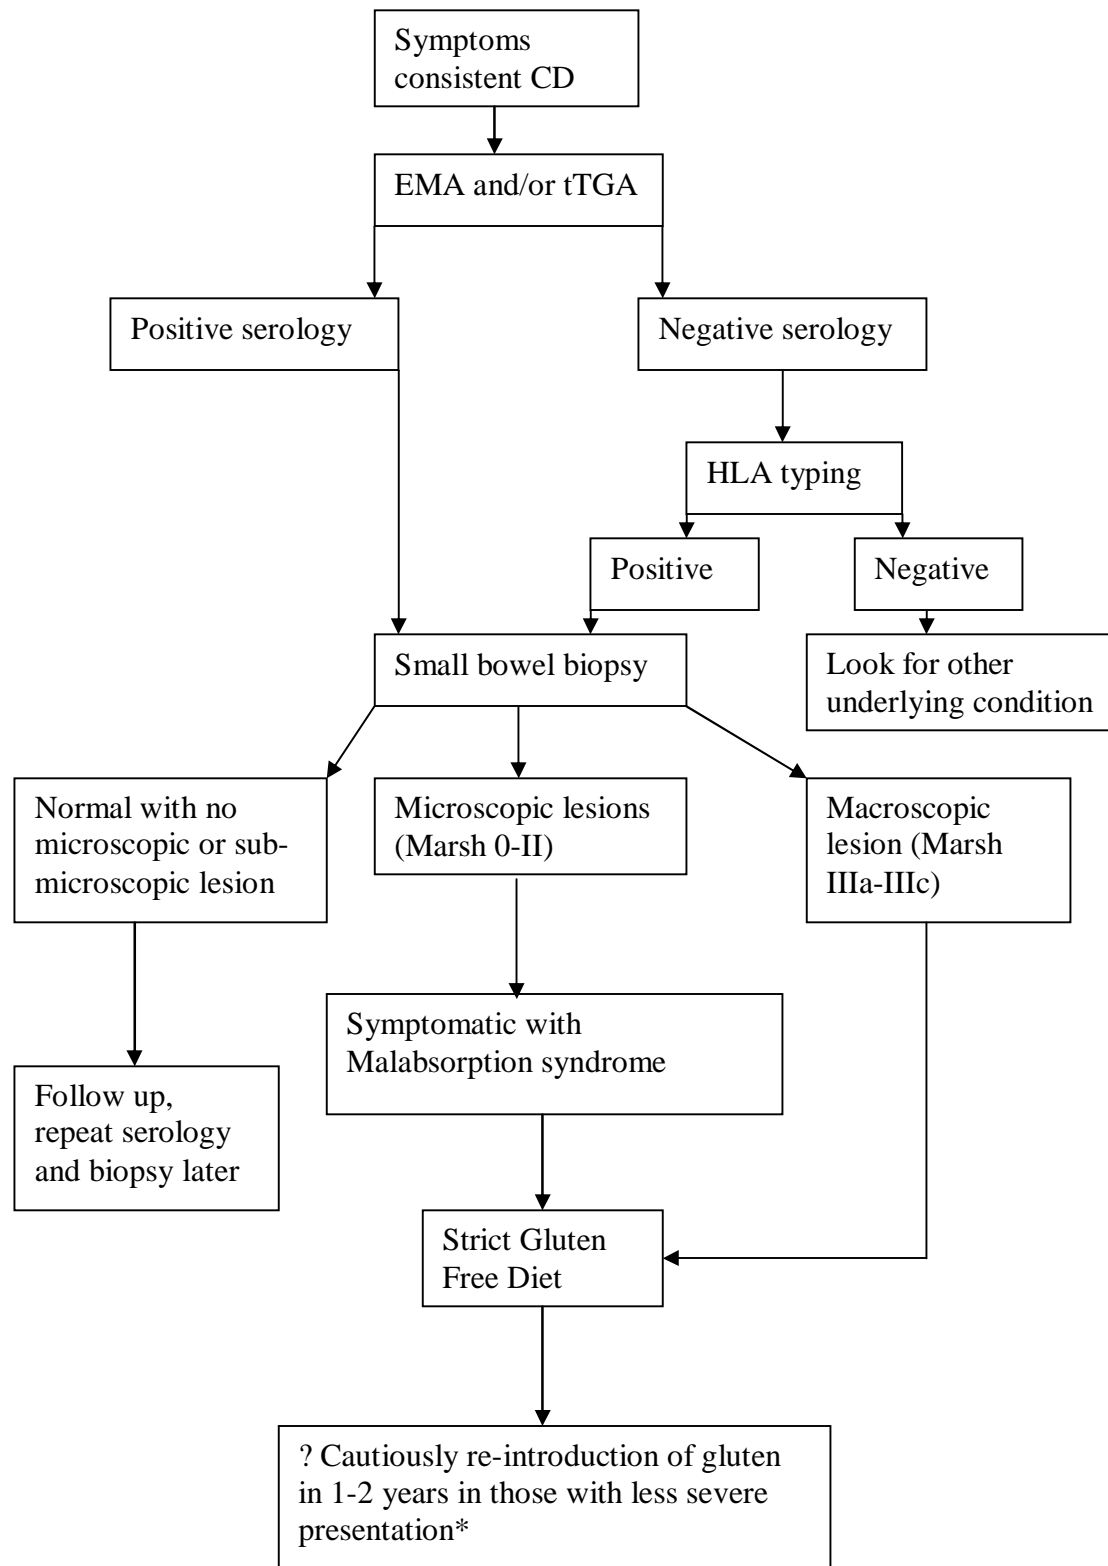 Symptoms
consistent CD
EMA and/or tTGA
Positive serology
Negative serology
HLA typing
Positive
Negative
Small bowel biopsy
Look for other
underlying condition
Normal with no
microscopic or sub-
microscopic lesion
Microscopic lesions
(Marsh 0-II)
Macroscopic
lesion (Marsh
IIIa-IIIc)
Symptomatic with
Malabsorption syndrome
Follow up,
repeat serology
and biopsy later
Strict Gluten
Free Diet
? Cautiously re-introduction of gluten
in 1-2 years in those with less severe
presentation*